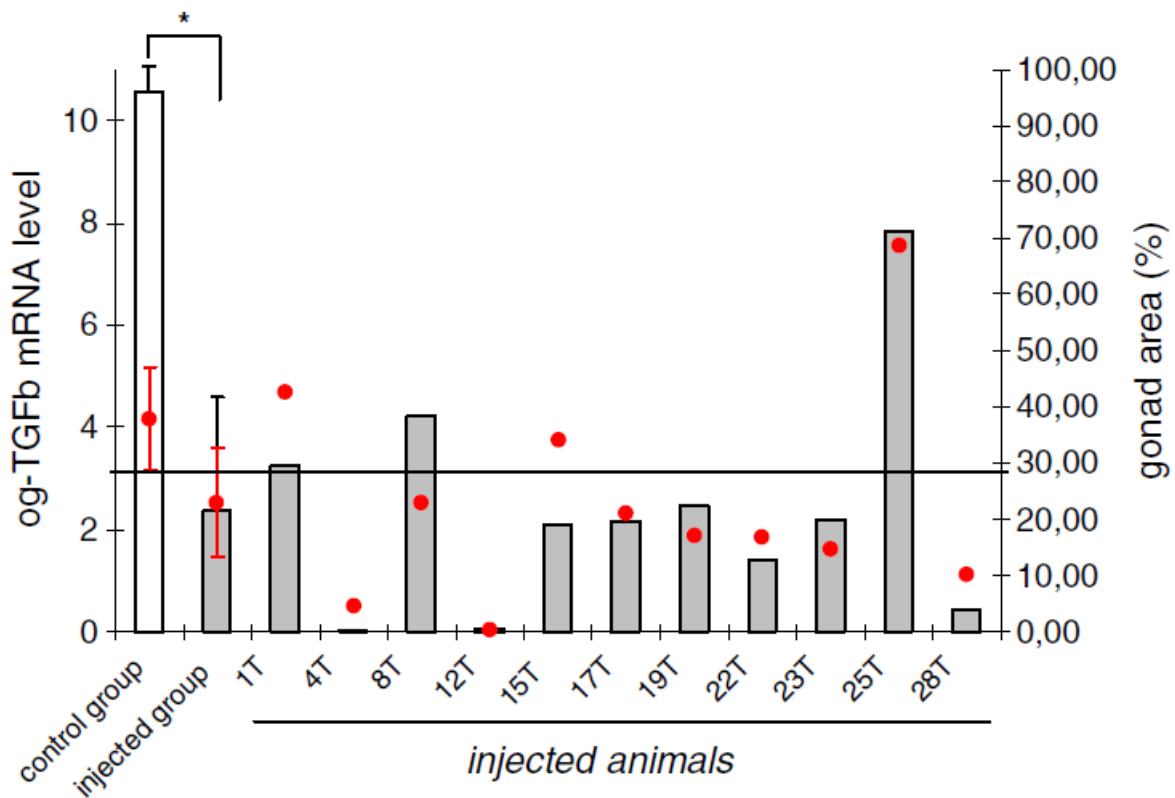 *
og-TGFb mRNA level
10
8
6
4
2
0
100,00
90,00
80,00
70,00
60,00
50,00
40,00
30,00
20,00
10,00
0,00
gonad area (%)
control group
injected group
1T
4T
8T
12T
15T
17T
19T
22T
23T
25T
28T
injected animals